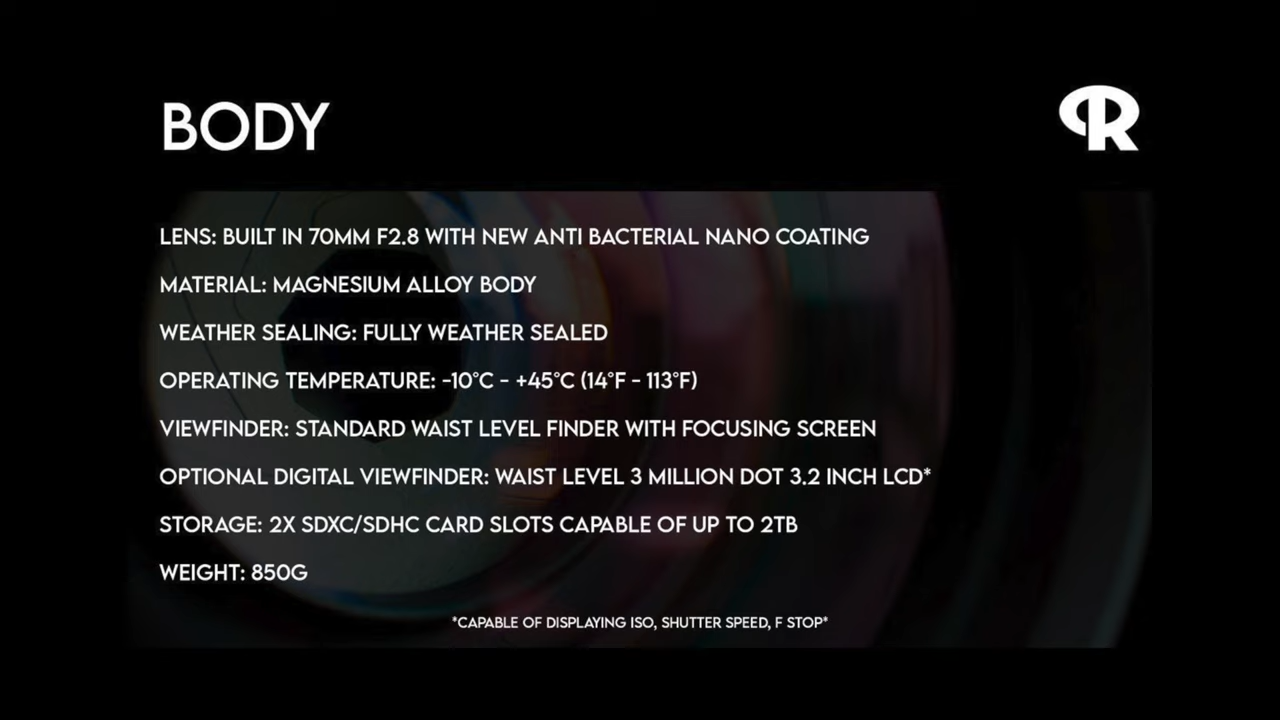 BODY
LENS: BUILT IN 70MM F2.8 WITH NEW ANTI BACTERIAL NANO COATING
MATERIAL: MAGNESIUM ALLOY BODY
WEATHER SEALING: FULLY WEATHER SEALED
OPERATING TEMPERATURE: -10°C - +45°C (14°F - 113°F)
VIEWFINDER: STANDARD WAIST LEVEL FINDER WITH FOCUSING SCREEN
OPTIONAL DIGITAL VIEWFINDER: WAIST LEVEL 3 MILLION DOT 3.2 INCH LCD*
STORAGE: 2X SDXC/SDHC CARD SLOTS CAPABLE OF UP TO 2TB
WEIGHT: 850G
*CAPABLE OF DISPLAYING ISO, SHUTTER SPEED, F STOP*